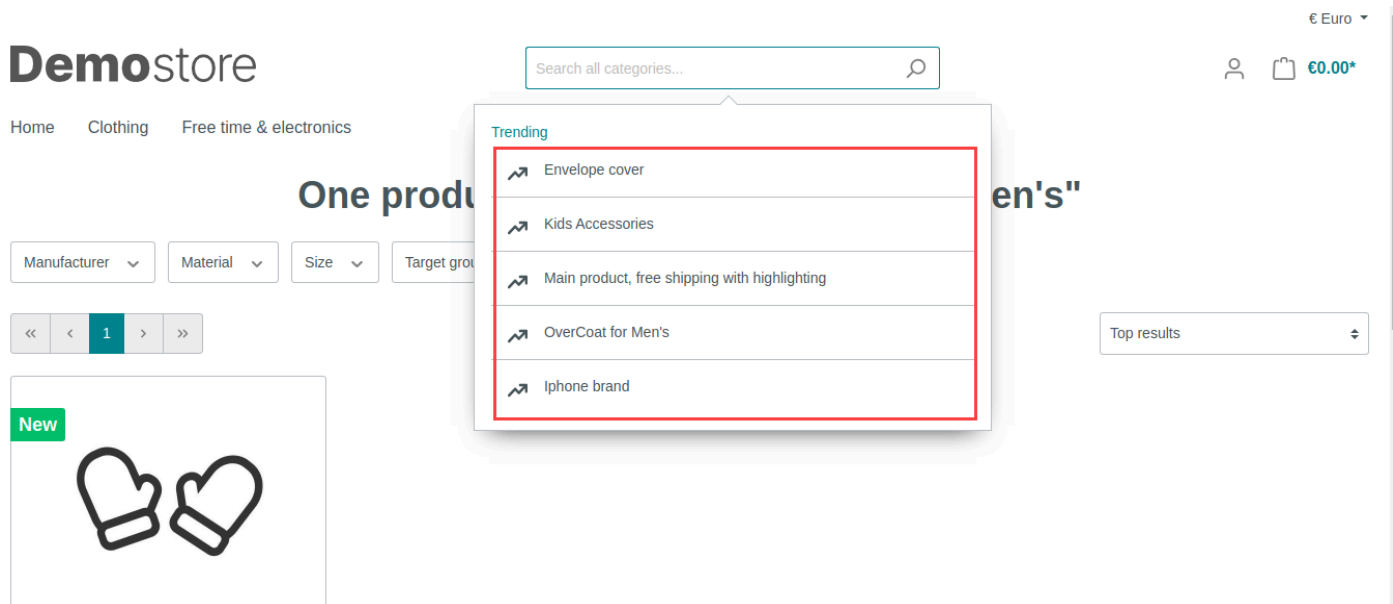 € Euro
Demostore
Search all categories...
€0.00*
Home Clothing Free time & electronics
Trending
Envelope cover
One produ
en's"
Kids Accessories
Manufacturer Material Size Target grou
Main product, free shipping with highlighting
« ‹ 1 › »
OverCoat for Men's
Top results
Iphone brand
New